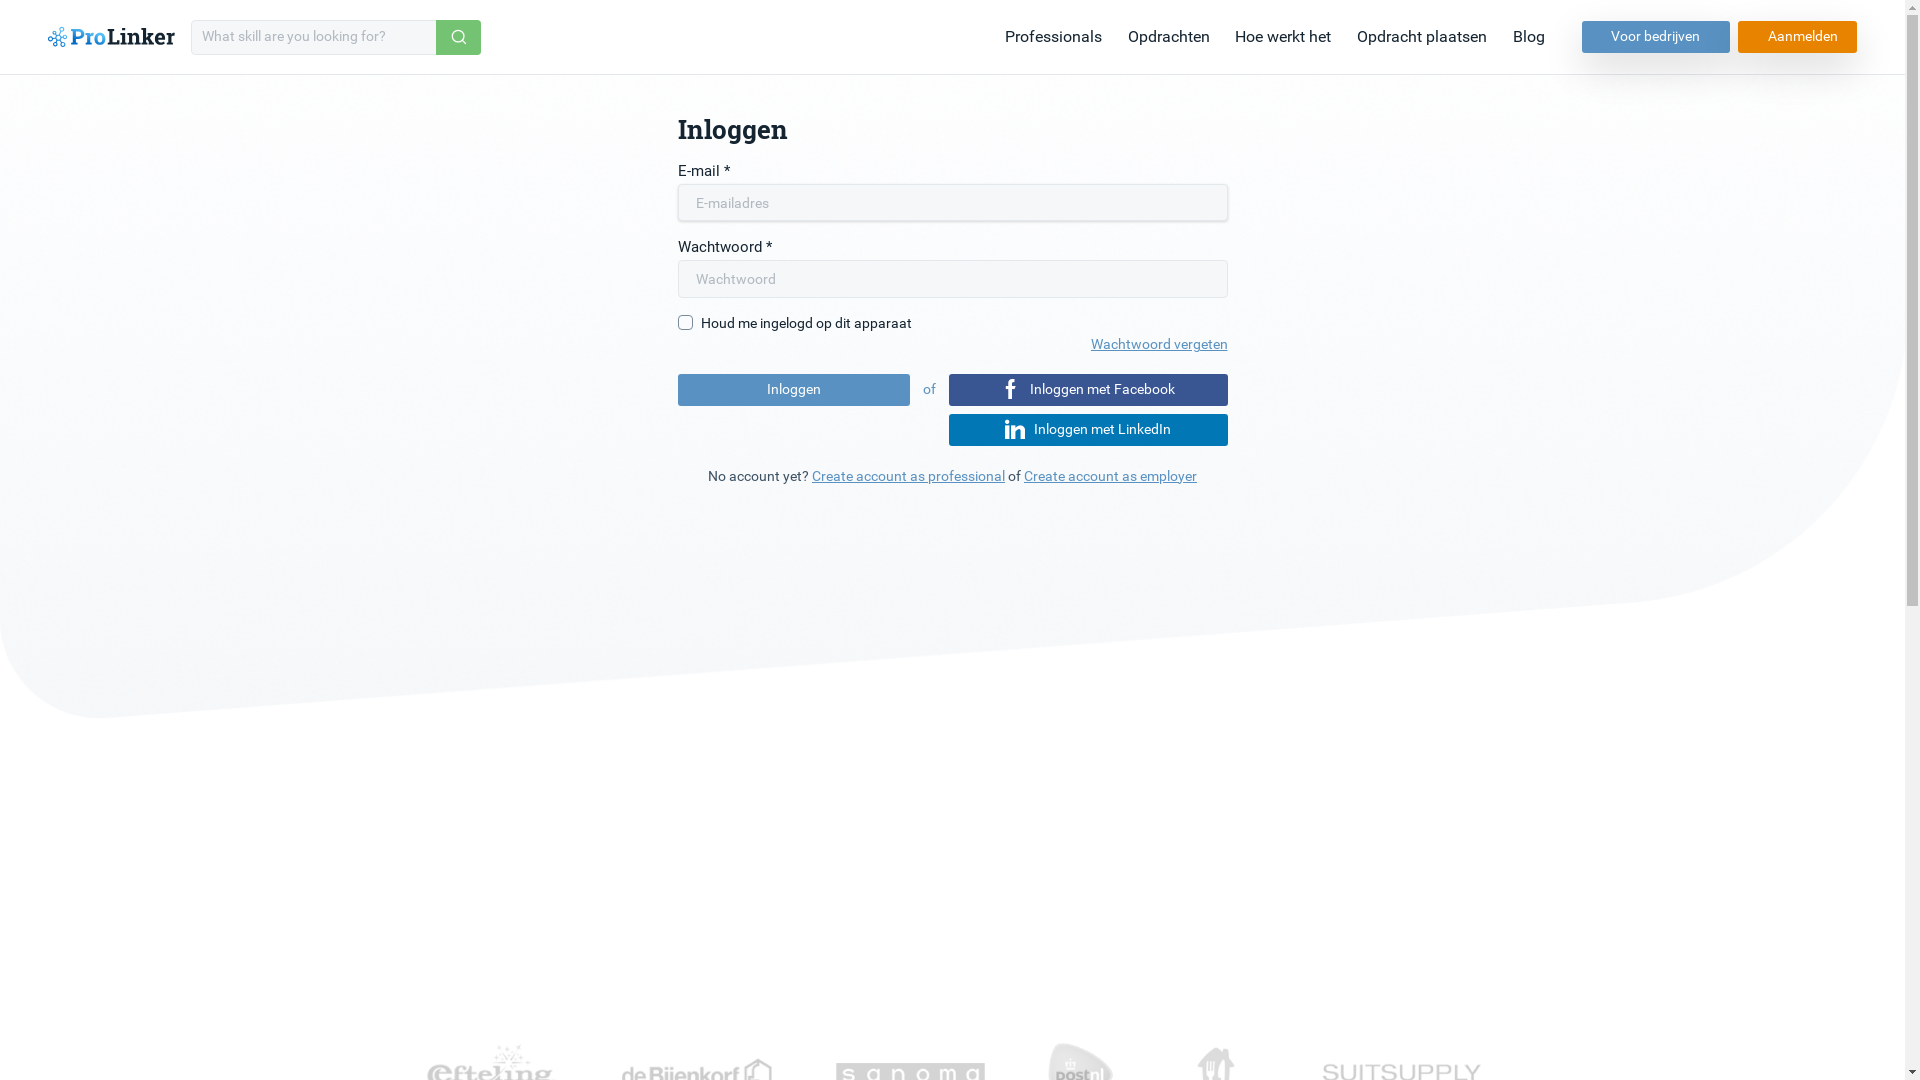 ProLinker
What skill are you looking for?
Professionals
Opdrachten
Hoe werkt het
Opdracht plaatsen
Blog
Voor bedrijven
Aanmelden
Inloggen
E-mail *
E-mailadres
Wachtwoord *
Wachtwoord
Houd me ingelogd op dit apparaat
Wachtwoord vergeten
Inloggen
of
Inloggen met Facebook
Inloggen met LinkedIn
No account yet? Create account as professional of Create account as employer
efteling
de Bijenkorf
sanoma
postnl
SUITSUPPLY